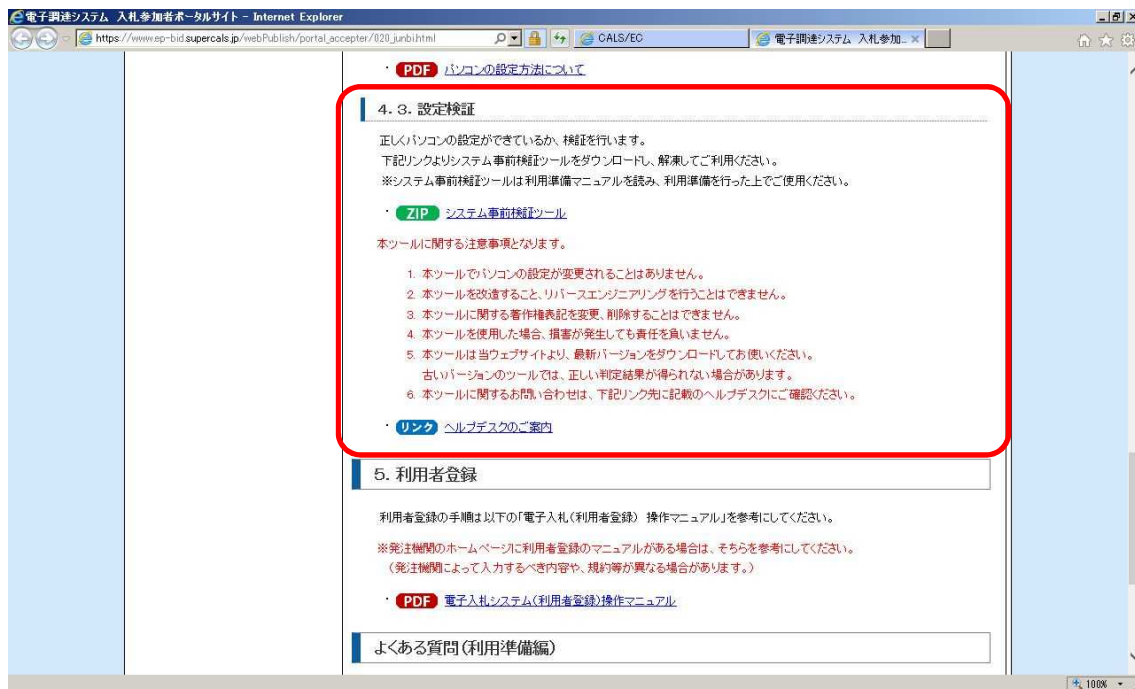 電子調達システム 入札参加者ポータルサイト - Internet Explorer
https://www.ep-bid.supercals.jp/webPublish/portal_accepter/020_junbi.html
CALS/EC
電子調達システム 入札参加...
・ PDF パソコンの設定方法について
4.3. 設定検証
正しくパソコンの設定ができているか、検証を行います。
下記リンクよりシステム事前検証ツールをダウンロードし、解凍してご利用ください。
※システム事前検証ツールは利用準備マニュアルを読み、利用準備を行った上でご使用ください。
・ ZIP システム事前検証ツール
本ツールに関する注意事項となります。
1. 本ツールでパソコンの設定が変更されることはありません。
2. 本ツールを改造すること、リバースエンジニアリングを行うことはできません。
3. 本ツールに関する著作権表記を変更、削除することはできません。
4. 本ツールを使用した場合、損害が発生しても責任を負いません。
5. 本ツールは当ウェブサイトより、最新バージョンをダウンロードしてお使いください。
古いバージョンのツールでは、正しい判定結果が得られない場合があります。
6. 本ツールに関するお問い合わせは、下記リンク先に記載のヘルプデスクにご確認ください。
・ リンク ヘルプデスクのご案内
5. 利用者登録
利用者登録の手順は以下の「電子入札(利用者登録) 操作マニュアル」を参考にしてください。
※発注機関のホームページに利用者登録のマニュアルがある場合は、そちらを参考にしてください。
(発注機関によって入力するべき内容や、規約等が異なる場合があります。)
・ PDF 電子入札システム(利用者登録)操作マニュアル
よくある質問(利用準備編)
100%